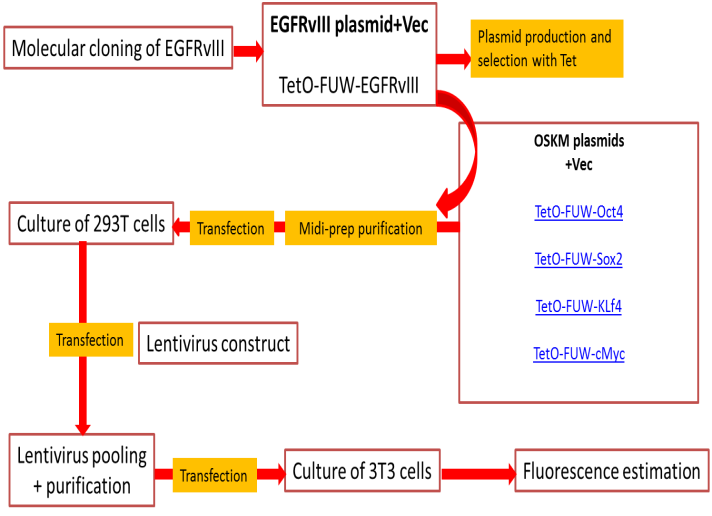 Molecular cloning of EGFRvIII
EGFRvIII plasmid+Vec
TetO-FUW-EGFRvIII
Plasmid production and
selection with Tet
OSKM plasmids
+Vec
TetO-FUW-Oct4
TetO-FUW-Sox2
TetO-FUW-KLf4
TetO-FUW-cMyc
Culture of 293T cells
Transfection
Midi-prep purification
Transfection
Lentivirus construct
Lentivirus pooling
+ purification
Transfection
Culture of 3T3 cells
Fluorescence estimation